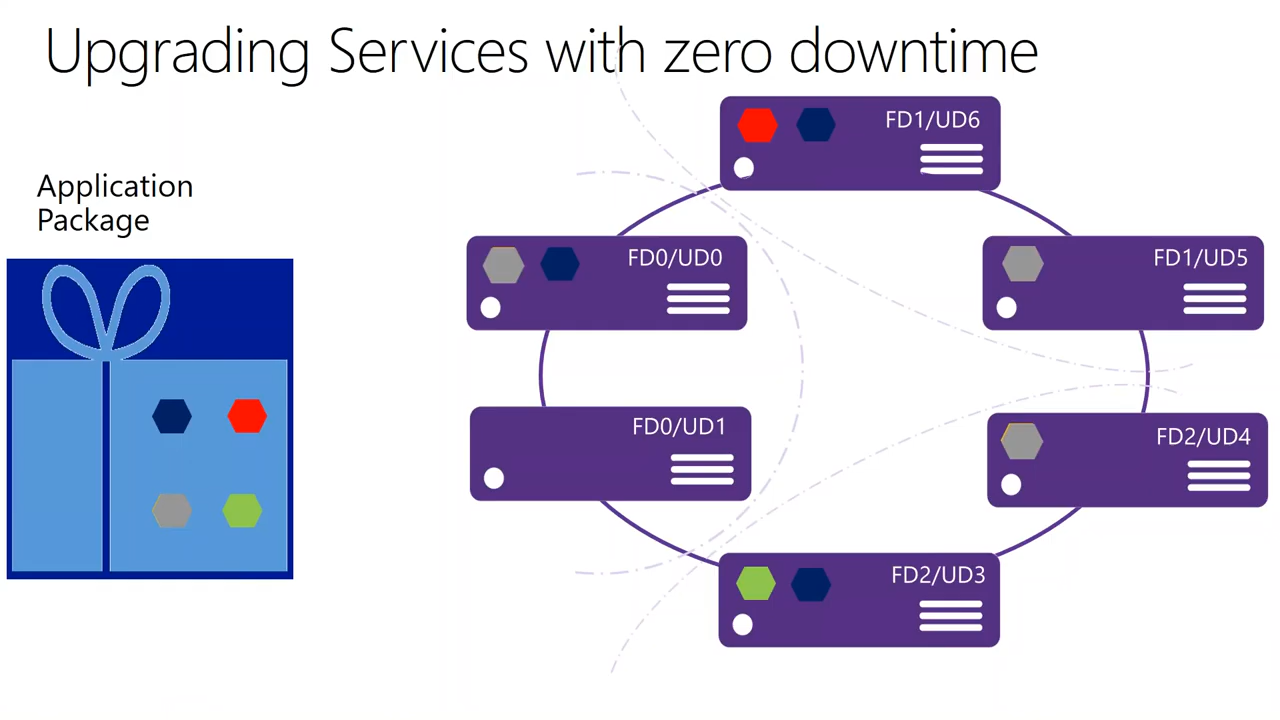 Upgrading Services with zero downtime
Application
Package
FD1/UD6
FD0/UD0
FD1/UD5
FD0/UD1
FD2/UD4
FD2/UD3